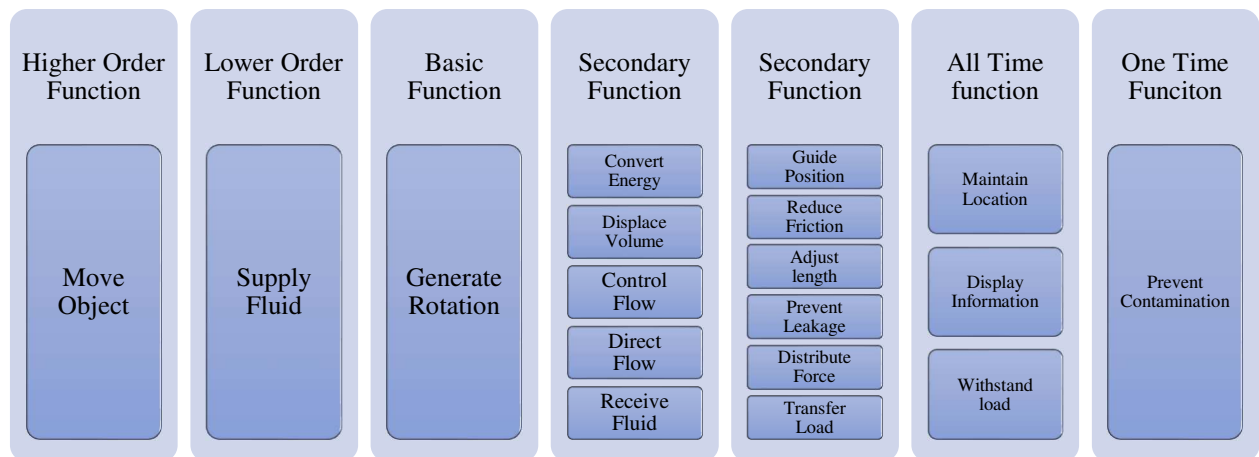 Higher Order
Function
Move
Object
Lower Order
Function
Supply
Fluid
Basic
Function
Generate
Rotation
Secondary
Function
Convert
Energy
Displace
Volume
Control
Flow
Direct
Flow
Receive
Fluid
Secondary
Function
Guide
Position
Reduce
Friction
Adjust
length
Prevent
Leakage
Distribute
Force
Transfer
Load
All Time
function
Maintain
Location
Display
Information
Withstand
load
One Time
Funciton
Prevent
Contamination